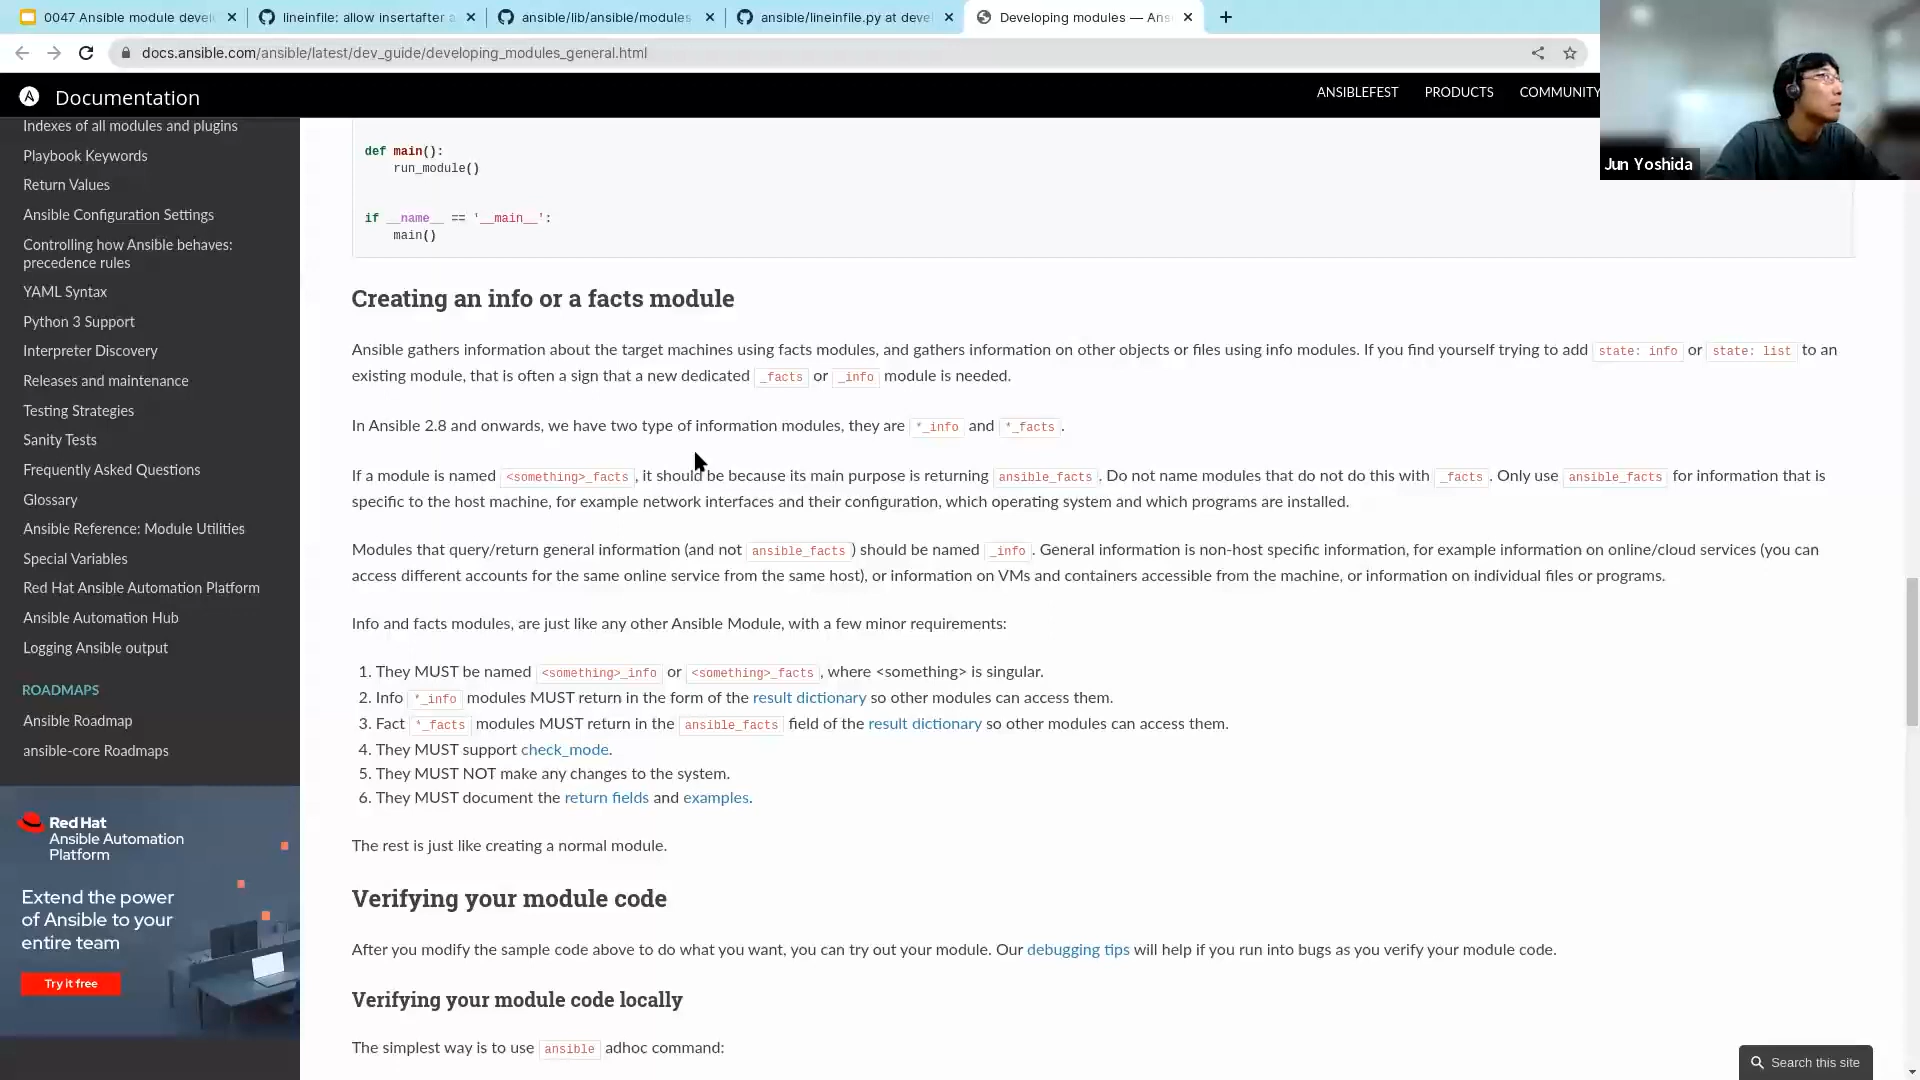 0047 Ansible module devel
lineinfile: allow insertafter a
ansible/lib/ansible/modules
ansible/lineinfile.py at deve
Developing modules — Ans
docs.ansible.com/ansible/latest/dev_guide/developing_modules_general.html
A Documentation
ANSIBLEFEST PRODUCTS COMMUNITY
Jun Yoshida
Indexes of all modules and plugins
Playbook Keywords
Return Values
Ansible Configuration Settings
Controlling how Ansible behaves:
precedence rules
YAML Syntax
Python 3 Support
Interpreter Discovery
Releases and maintenance
Testing Strategies
Sanity Tests
Frequently Asked Questions
Glossary
Ansible Reference: Module Utilities
Special Variables
Red Hat Ansible Automation Platform
Ansible Automation Hub
Logging Ansible output
ROADMAPS
Ansible Roadmap
ansible-core Roadmaps
Red Hat
Ansible Automation
Platform
Extend the power
of Ansible to your
entire team
Try it free
def main():
run_module()
if __name__ == '__main__':
main()
Creating an info or a facts module
Ansible gathers information about the target machines using facts modules, and gathers information on other objects or files using info modules. If you find yourself trying to add state: info or state: list to an
existing module, that is often a sign that a new dedicated _facts or _info module is needed.
In Ansible 2.8 and onwards, we have two type of information modules, they are *_info and *_facts.
If a module is named <something>_facts, it should be because its main purpose is returning ansible_facts. Do not name modules that do not do this with _facts. Only use ansible_facts for information that is
specific to the host machine, for example network interfaces and their configuration, which operating system and which programs are installed.
Modules that query/return general information (and not ansible_facts) should be named _info. General information is non-host specific information, for example information on online/cloud services (you can
access different accounts for the same online service from the same host), or information on VMs and containers accessible from the machine, or information on individual files or programs.
Info and facts modules, are just like any other Ansible Module, with a few minor requirements:
1. They MUST be named <something>_info or <something>_facts, where <something> is singular.
2. Info *_info modules MUST return in the form of the result dictionary so other modules can access them.
3. Fact *_facts modules MUST return in the ansible_facts field of the result dictionary so other modules can access them.
4. They MUST support check_mode.
5. They MUST NOT make any changes to the system.
6. They MUST document the return fields and examples.
The rest is just like creating a normal module.
Verifying your module code
After you modify the sample code above to do what you want, you can try out your module. Our debugging tips will help if you run into bugs as you verify your module code.
Verifying your module code locally
The simplest way is to use ansible adhoc command:
Search this site